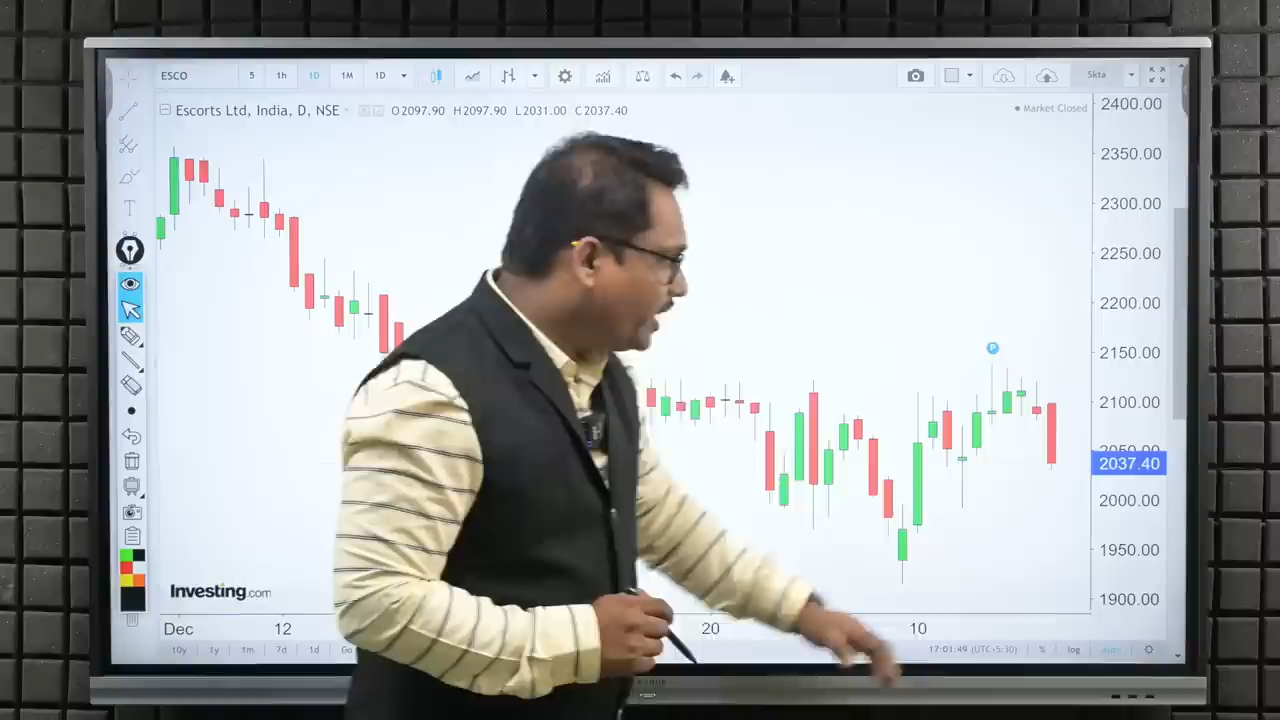 ESCO 5 1h 1D 1M 1D Skta
Escorts Ltd, India, D, NSE O2097.90 H2097.90 L2031.00 C2037.40
Market Closed
2400.00
2350.00
2300.00
2250.00
2200.00
2150.00
2100.00
2037.40
2000.00
1950.00
1900.00
T
P
Investing.com
Dec 12 20 10
10y 1y 1m 7d 1d Go 17:01:49 (UTC+5:30) % log auto